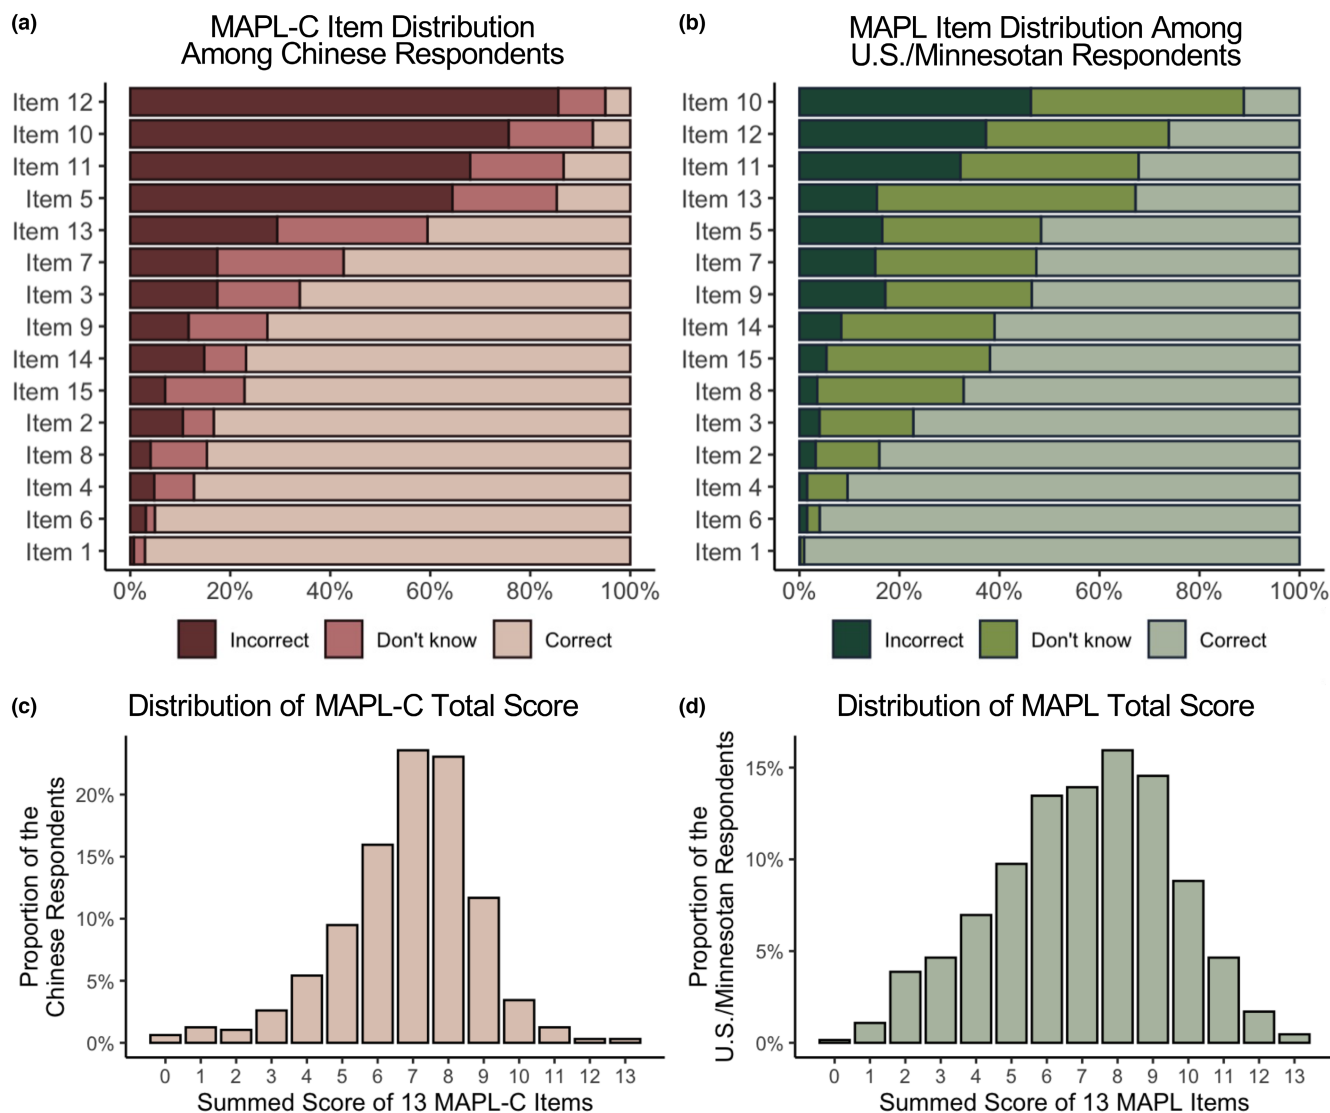 (a)
MAPL-C Item Distribution
Among Chinese Respondents
Item 12
Item 10
Item 11
Item 5
Item 13
Item 7
Item 3
Item 9
Item 14
Item 15
Item 2
Item 8
Item 4
Item 6
Item 1
0% 20% 40% 60% 80% 100%
Incorrect Don't know Correct
(b)
MAPL Item Distribution Among
U.S./Minnesotan Respondents
Item 10
Item 12
Item 11
Item 13
Item 5
Item 7
Item 9
Item 14
Item 15
Item 8
Item 3
Item 2
Item 4
Item 6
Item 1
0% 20% 40% 60% 80% 100%
Incorrect Don't know Correct
(c)
Distribution of MAPL-C Total Score
Proportion of the
Chinese Respondents
20%
15%
10%
5%
0%
0 1 2 3 4 5 6 7 8 9 10 11 12 13
Summed Score of 13 MAPL-C Items
(d)
Distribution of MAPL Total Score
Proportion of the
U.S./Minnesotan Respondents
15%
10%
5%
0%
0 1 2 3 4 5 6 7 8 9 10 11 12 13
Summed Score of 13 MAPL Items